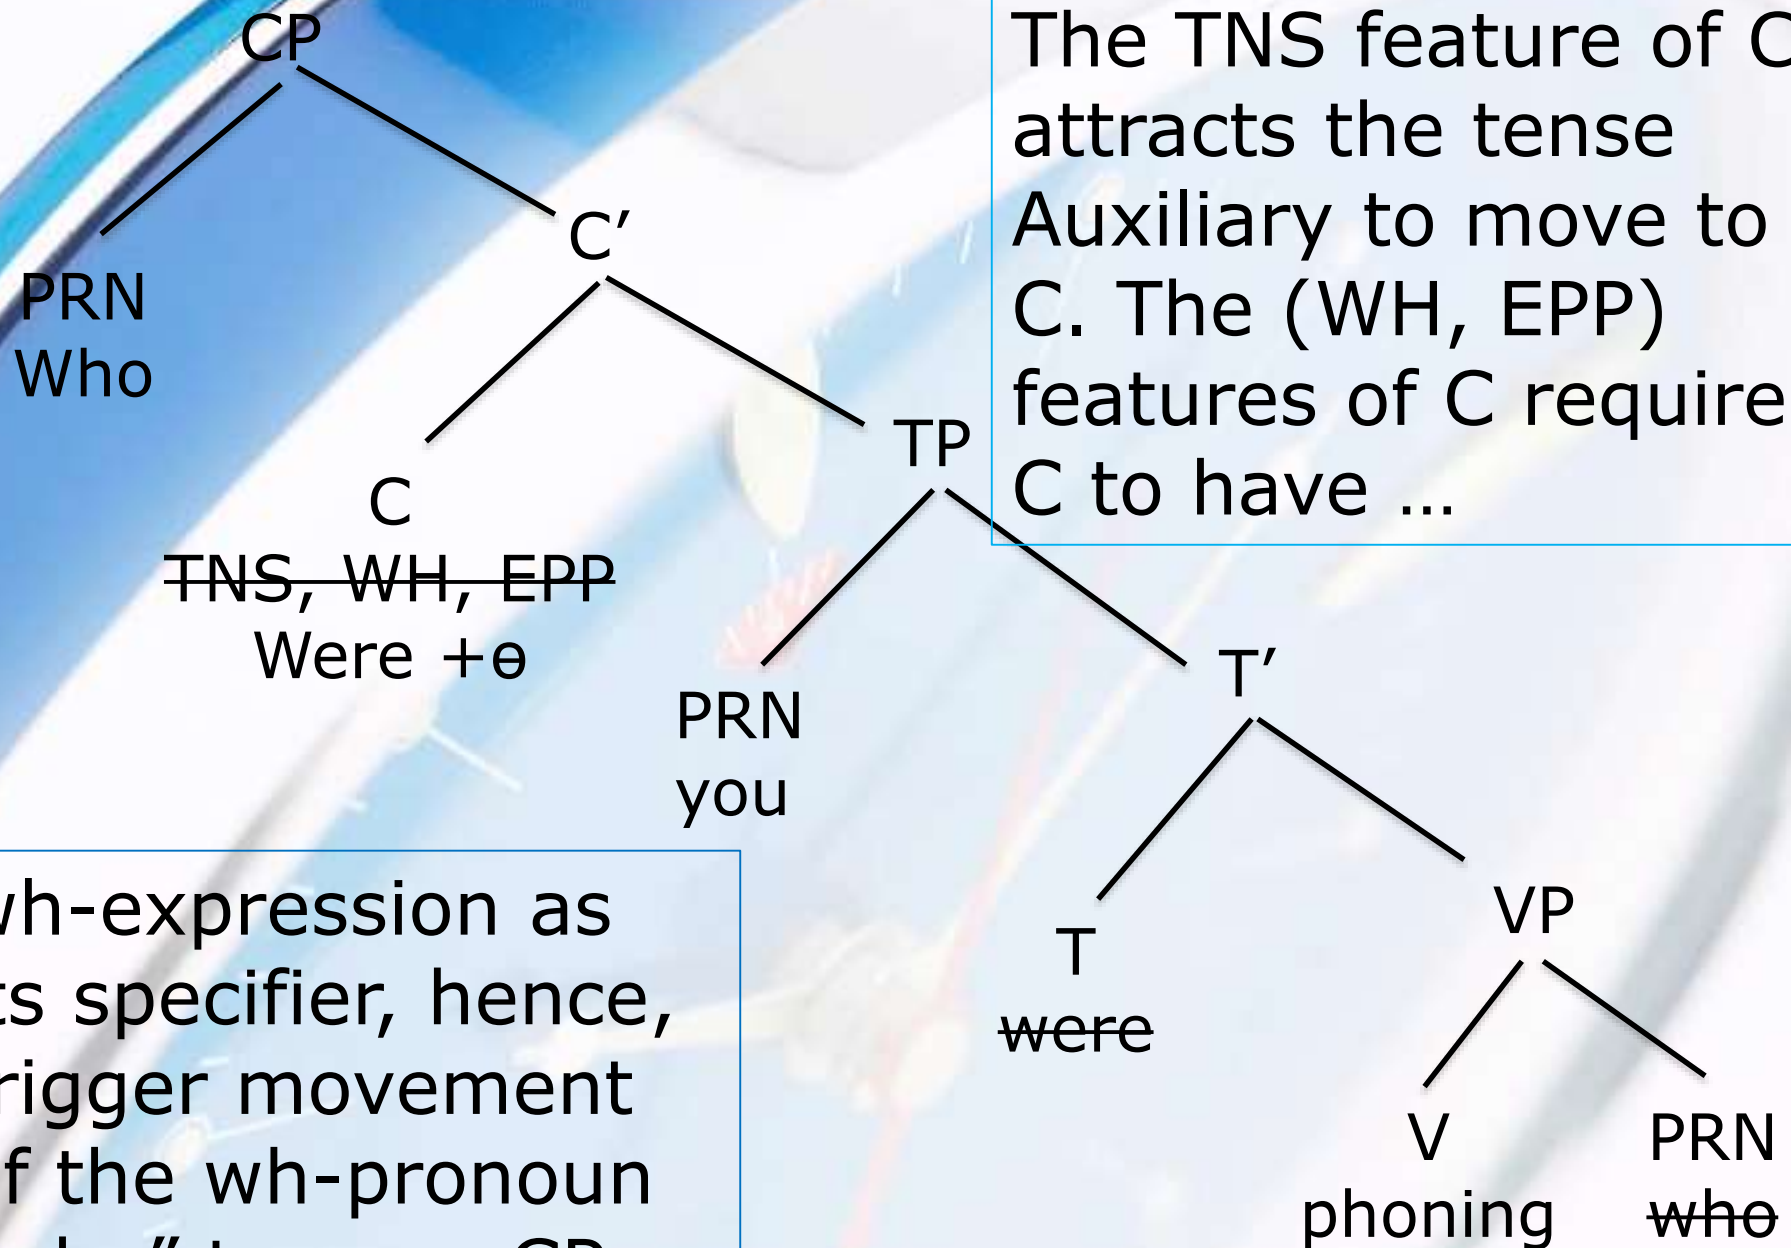 CP
The TNS feature of C
attracts the tense
Auxiliary to move to
C. The (WH, EPP)
features of C require
C to have …
C’
PRN
Who
TP
C
TNS, WH, EPP
Were +ɵ
T’
PRN
you
wh-expression as
ts specifier, hence,
rigger movement
f the wh-pronoun
VP
T
were
V
phoning
PRN
who
CP